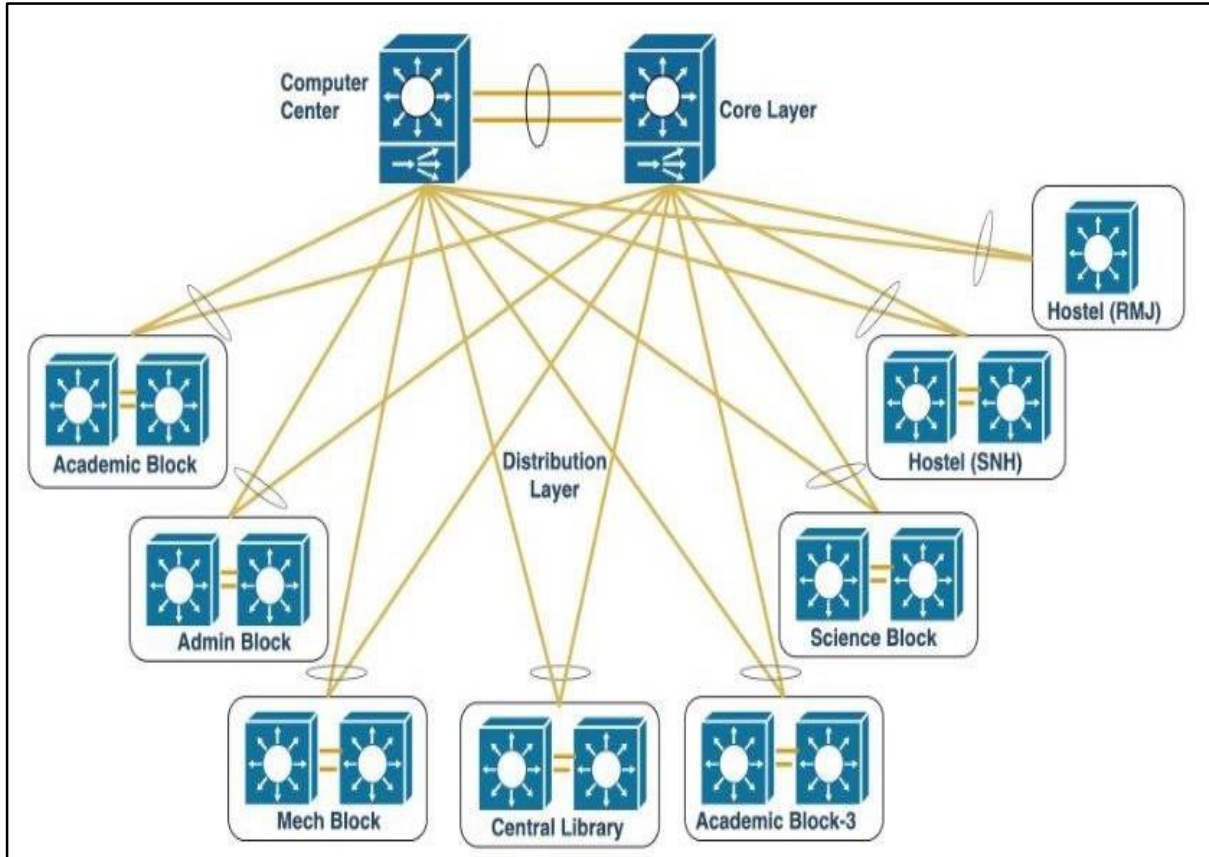 Computer
Center
Core Layer
Hostel (RMJ)
Academic Block
Hostel (SNH)
Distribution
Layer
Admin Block
Science Block
Mech Block
Central Library
Academic Block-3